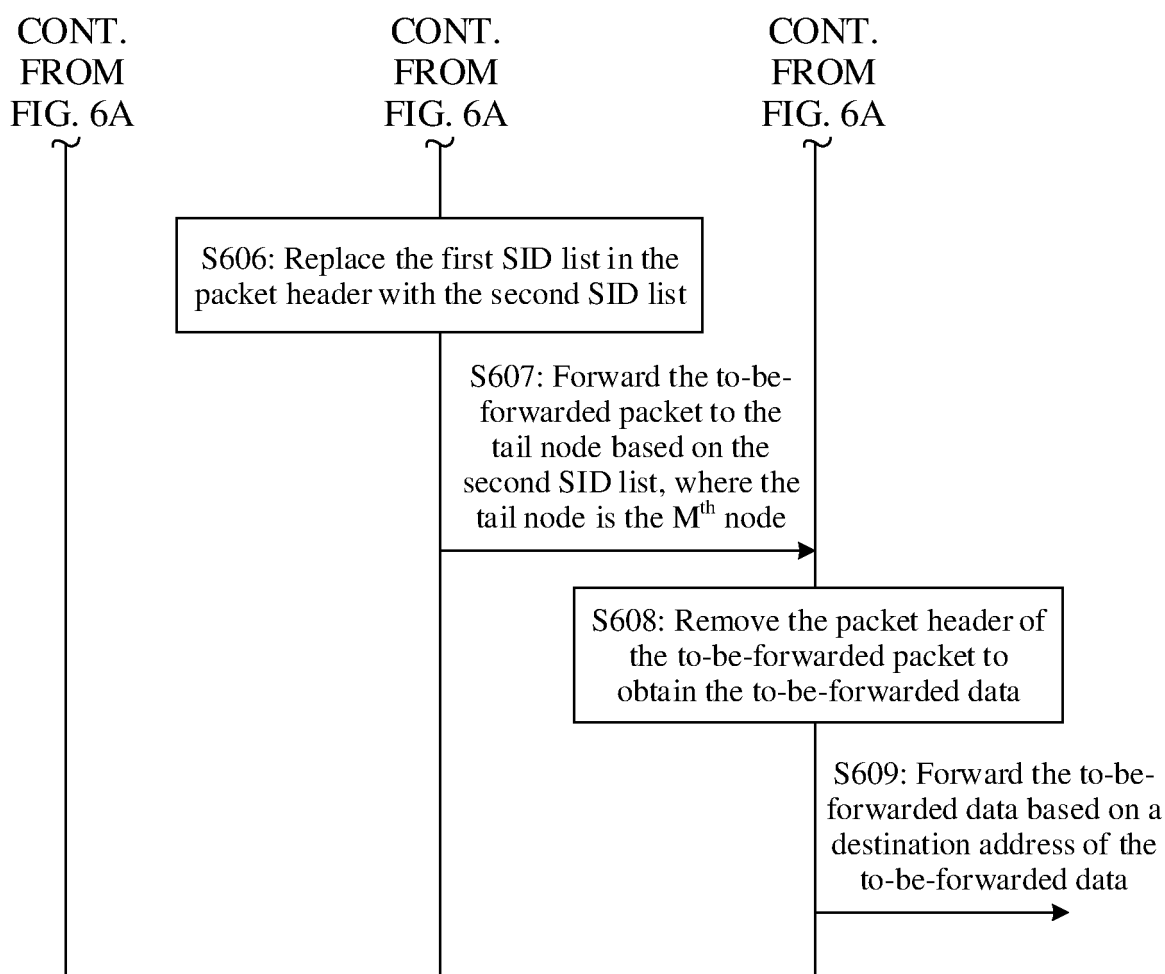 CONT.
FROM
FIG. 6A
CONT.
FROM
FIG. 6A
CONT.
FROM
FIG. 6A
S606: Replace the first SID list in the
packet header with the second SID list
S607: Forward the to-be-
forwarded packet to the
tail node based on the
second SID list, where the
tail node is the Mth node
S608: Remove the packet header of
the to-be-forwarded packet to
obtain the to-be-forwarded data
S609: Forward the to-be-
forwarded data based on a
destination address of the
to-be-forwarded data